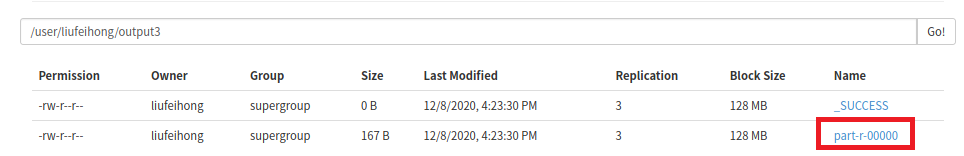 /user/liufeihong/output3 Go!
Permission Owner Group Size Last Modified Replication Block Size Name
-rw-r--r-- liufeihong supergroup 0 B 12/8/2020, 4:23:30 PM 3 128 MB _SUCCESS
-rw-r--r-- liufeihong supergroup 167 B 12/8/2020, 4:23:30 PM 3 128 MB part-r-00000